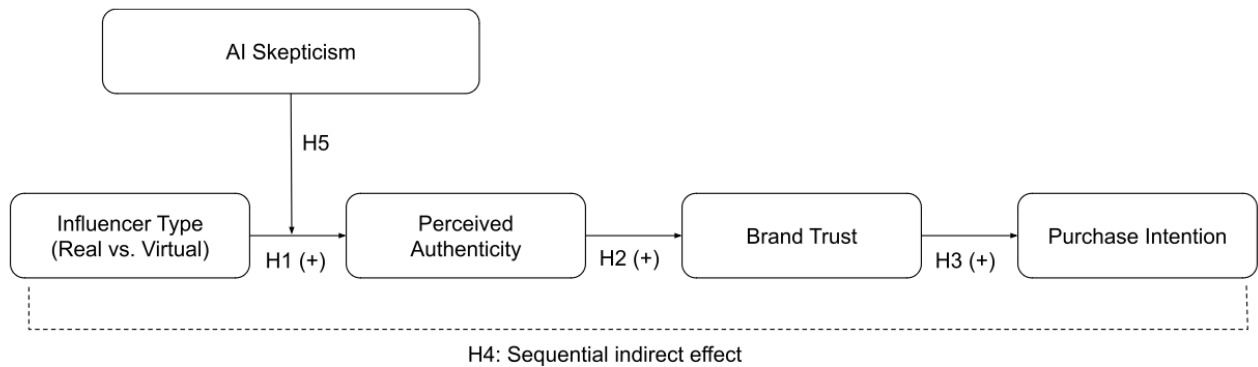 AI Skepticism
H5
Influencer Type
(Real vs. Virtual)
H1 (+)
Perceived
Authenticity
H2 (+)
Brand Trust
H3 (+)
Purchase Intention
H4: Sequential indirect effect